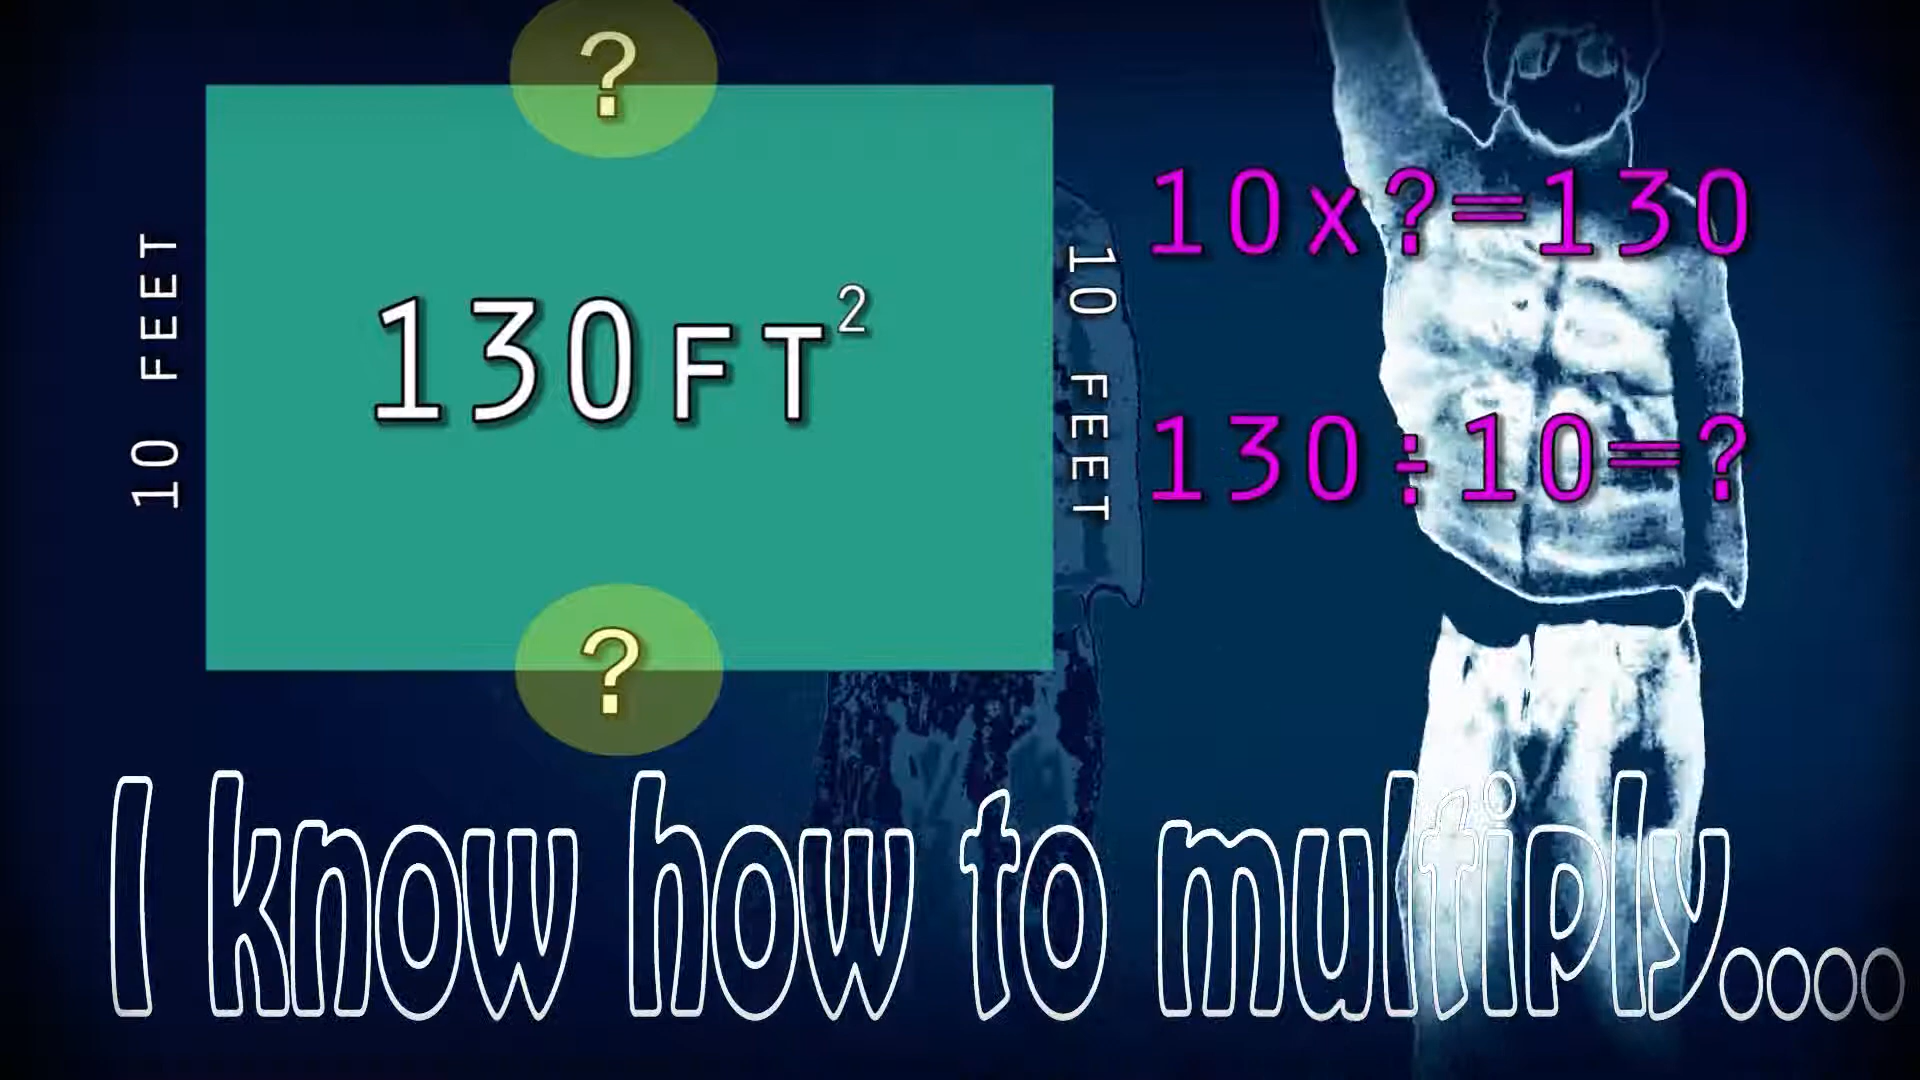 ?
10 FEET
130FT²
10 FEET
?
10x?=130
130÷10=?
I know how to multiply....